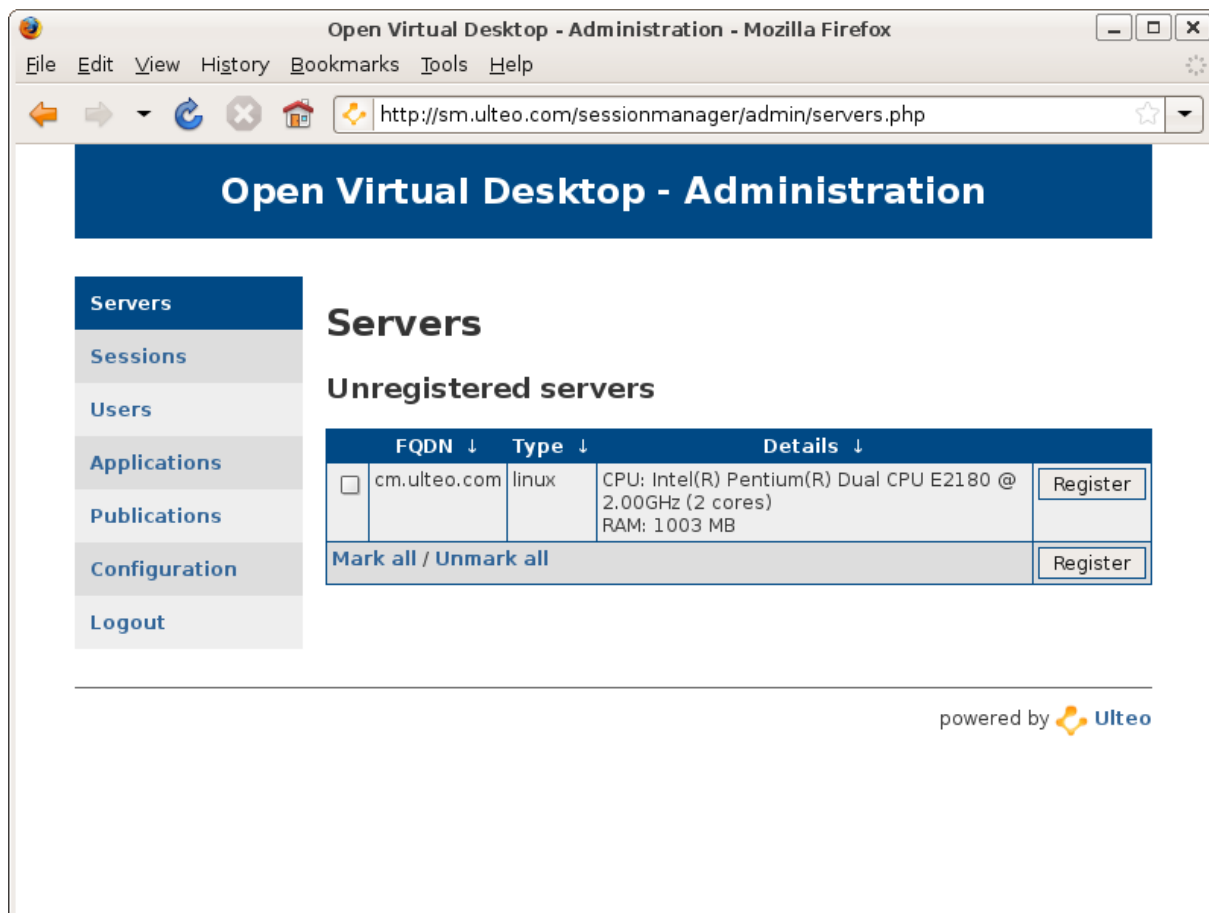 Open Virtual Desktop - Administration - Mozilla Firefox
File Edit View History Bookmarks Tools Help
http://sm.ulteo.com/sessionmanager/admin/servers.php
Open Virtual Desktop - Administration
Servers
Sessions
Users
Applications
Publications
Configuration
Logout
Servers
Unregistered servers
FQDN ↓ Type ↓ Details ↓
cm.ulteo.com linux CPU: Intel(R) Pentium(R) Dual CPU E2180 @ Register
2.00GHz (2 cores)
RAM: 1003 MB
Mark all / Unmark all Register
powered by Ulteo